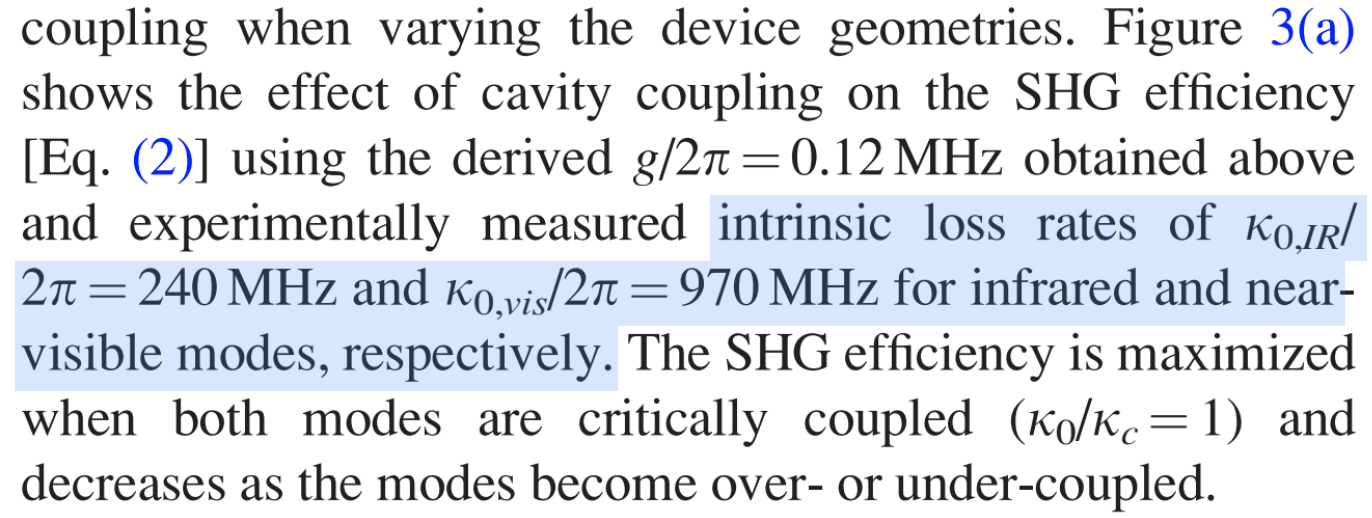 coupling when varying the device geometries. Figure 3(a)
shows the effect of cavity coupling on the SHG efficiency
[Eq. (2)] using the derived g/2π = 0.12 MHz obtained above
and experimentally measured intrinsic loss rates of κ0,IR/
2π = 240 MHz and κ0,vis/2π = 970 MHz for infrared and near-
visible modes, respectively. The SHG efficiency is maximized
when both modes are critically coupled (κ0/κc = 1) and
decreases as the modes become over- or under-coupled.